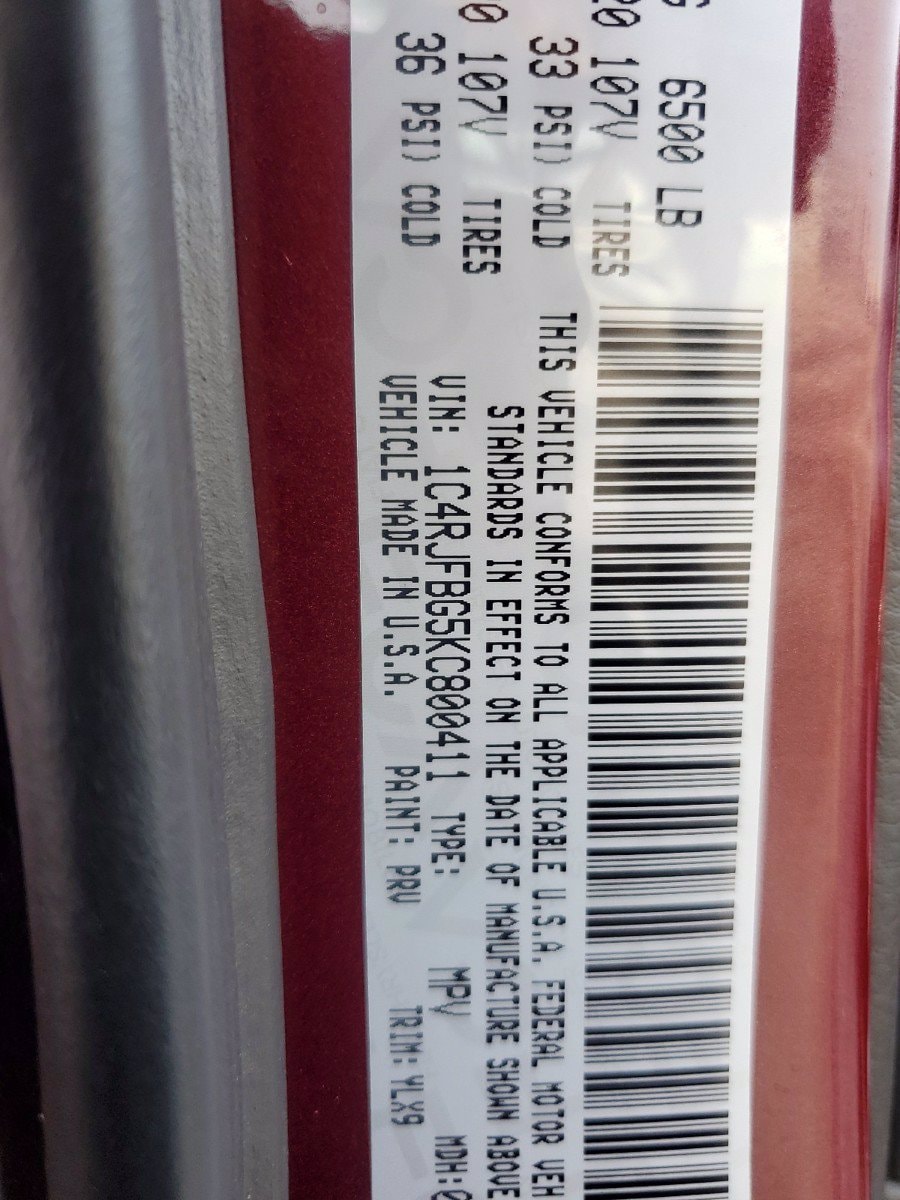 6500 LB
107V TIRES
33 PSI) COLD
0 107V TIRES
36 PSI) COLD
THIS VEHICLE CONFORMS TO ALL APPLICABLE U.S.A. FEDERAL MOTOR VEH
STANDARDS IN EFFECT ON THE DATE OF MANUFACTURE SHOWN ABOVE
VIN: 1C4RJFBG5KC800411 TYPE: MPV MDH:0
VEHICLE MADE IN U.S.A. PAINT: PRV TRIM: YLX9